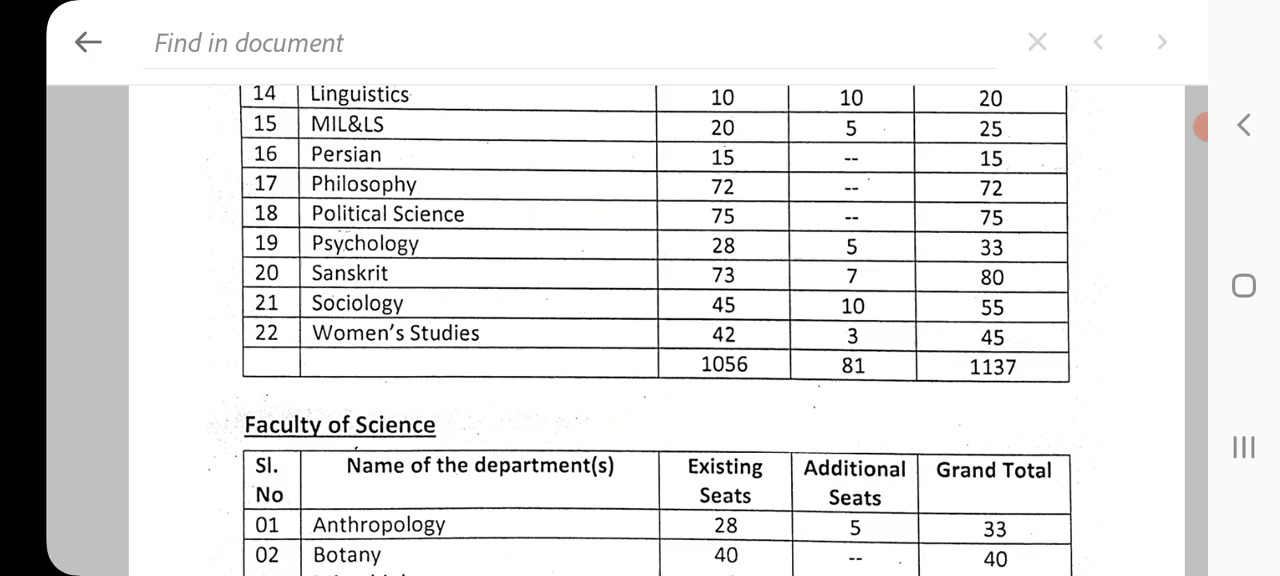 Find in document
14 Linguistics 10 10 20
15 MIL&LS 20 5 25
16 Persian 15 -- 15
17 Philosophy 72 -- 72
18 Political Science 75 -- 75
19 Psychology 28 5 33
20 Sanskrit 73 7 80
21 Sociology 45 10 55
22 Women's Studies 42 3 45
1056 81 1137
Faculty of Science
Sl. No Name of the department(s) Existing Seats Additional Seats Grand Total
01 Anthropology 28 5 33
02 Botany 40 -- 40